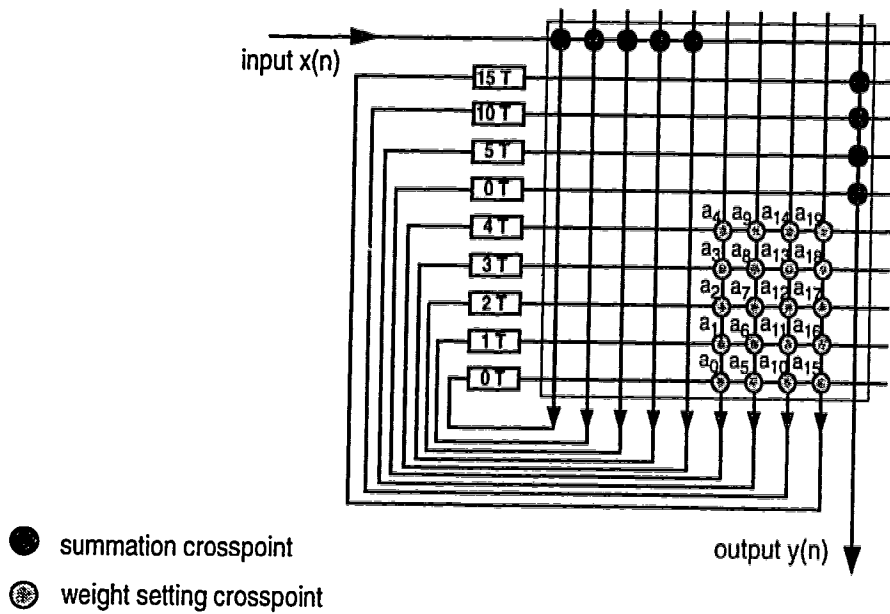 input x(n)
15 T
10 T
5 T
0 T
4 T
3 T
2 T
1 T
0 T
a4 a9 a14 a19
a3 a8 a13 a18
a2 a7 a12 a17
a1 a6 a11 a16
a0 a5 a10 a15
output y(n)
summation crosspoint
weight setting crosspoint